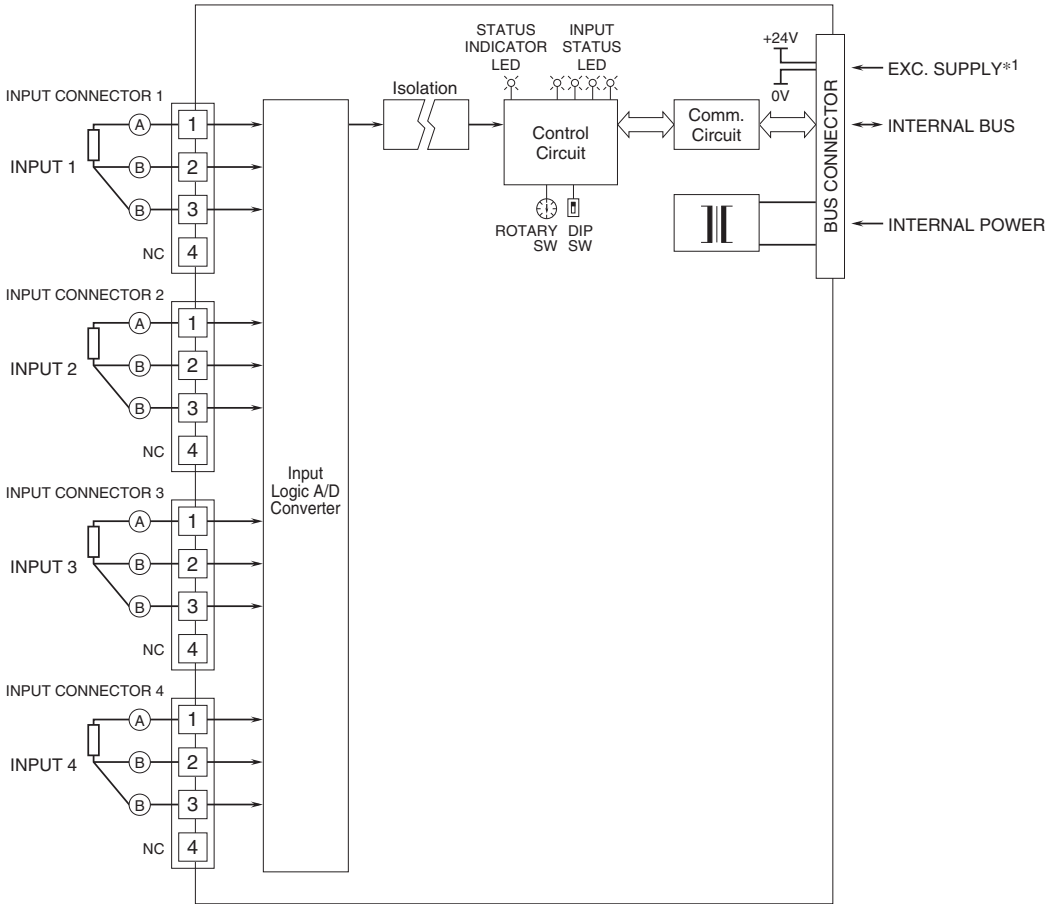 STATUS
INDICATOR
LED
INPUT
STATUS
LED
+24V
0V
EXC. SUPPLY*1
Isolation
Control
Circuit
Comm.
Circuit
BUS CONNECTOR
INTERNAL BUS
ROTARY
SW
DIP
SW
INTERNAL POWER
INPUT CONNECTOR 1
INPUT 1
A
1
B
2
B
3
NC
4
INPUT CONNECTOR 2
INPUT 2
A
1
B
2
B
3
NC
4
Input
Logic A/D
Converter
INPUT CONNECTOR 3
INPUT 3
A
1
B
2
B
3
NC
4
INPUT CONNECTOR 4
INPUT 4
A
1
B
2
B
3
NC
4